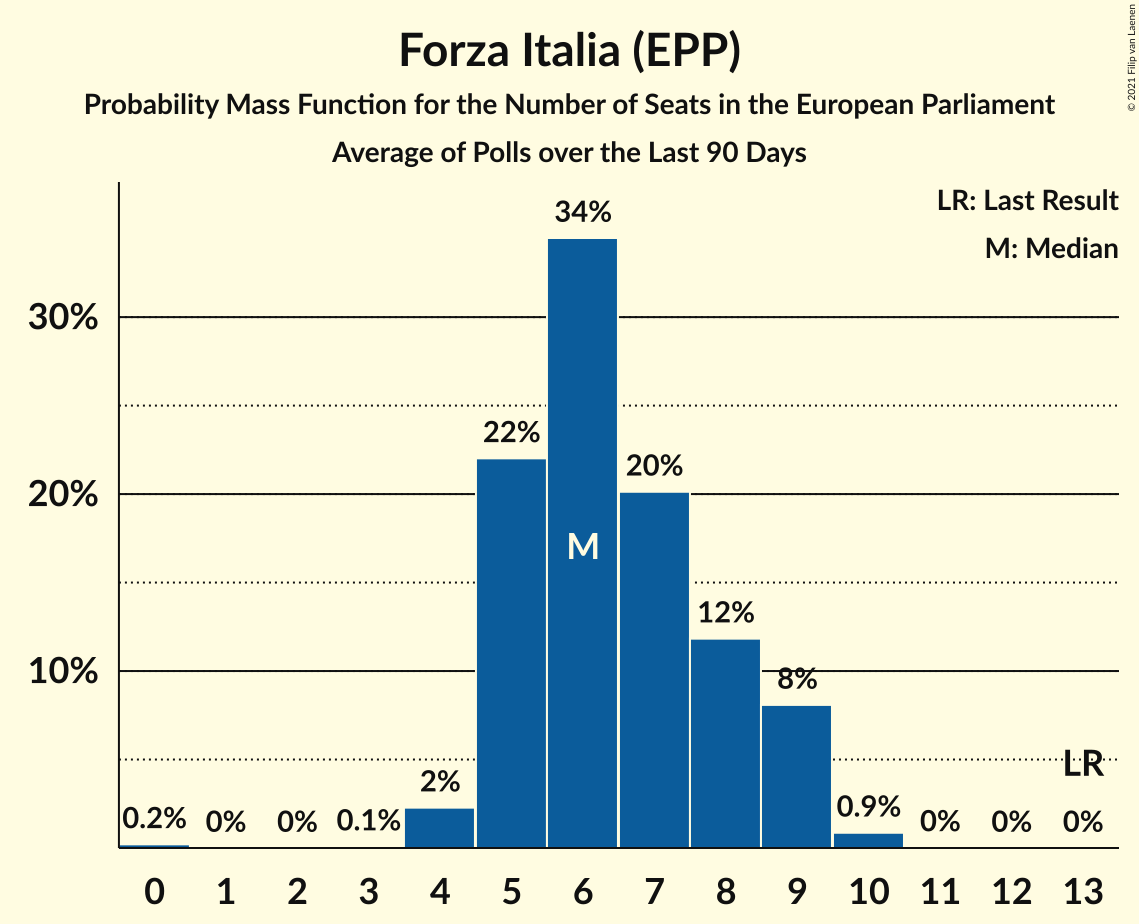 Forza Italia (EPP)
Probability Mass Function for the Number of Seats in the European Parliament
Average of Polls over the Last 90 Days
© 2021 Filip van Laenen
LR: Last Result
M: Median
34%
30%
22%
20%
20%
M
12%
10%
8%
LR
2%
0.2% 0% 0% 0.1% 0.9% 0% 0% 0%
0 1 2 3 4 5 6 7 8 9 10 11 12 13